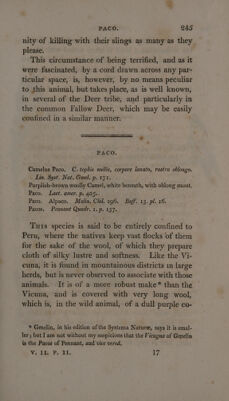 PACO. 245
nity of killing with their slings as many as they
please.
This circumstance of being terrified, and as it
were fascinated, by a cord drawn across any par-
ticular space, is, however, by no means peculiar
to this animal, but takes place, as is well known,
in several of the Deer tribe, and particularly in
the common Fallow Deer, which may be easily
confined in a similar manner.
PACO.
Camelus Paco. C. tophis nullis, corpore lanato, rostro oblongo.
Lin. Syst. Nat. Gmel. p. 171.
Purplish-brown woolly Camel, white beneath, with oblong snout.
Paco. Laet. amer. p. 405.
Paco. Alpaco. Molin. Chil. 196. Buff. 13. pl. 16.
Pacos. Pennant Quadr. 1. p. 137.
This species is said to be entirely confined to
Peru, where the natives keep vast flocks of them
for the sake of the wool, of which they prepare
cloth of silky lustre and softness. Like the Vi-
cuna, it is found in mountainous districts in large
herds, but is never observed to associate with those
animals. It is of a more robust make* than the
Vicuna, and is covered with very long wool,
which is, in the wild animal, of a dull purple co-
* Gmelin, in his edition of the Systema Naturæ, says it is smal-
ler; but I am not without my suspicions that the Vicugna of Gmelin
is the Pacos of Pennant, and vice versâ.
V. II. P. II. 17